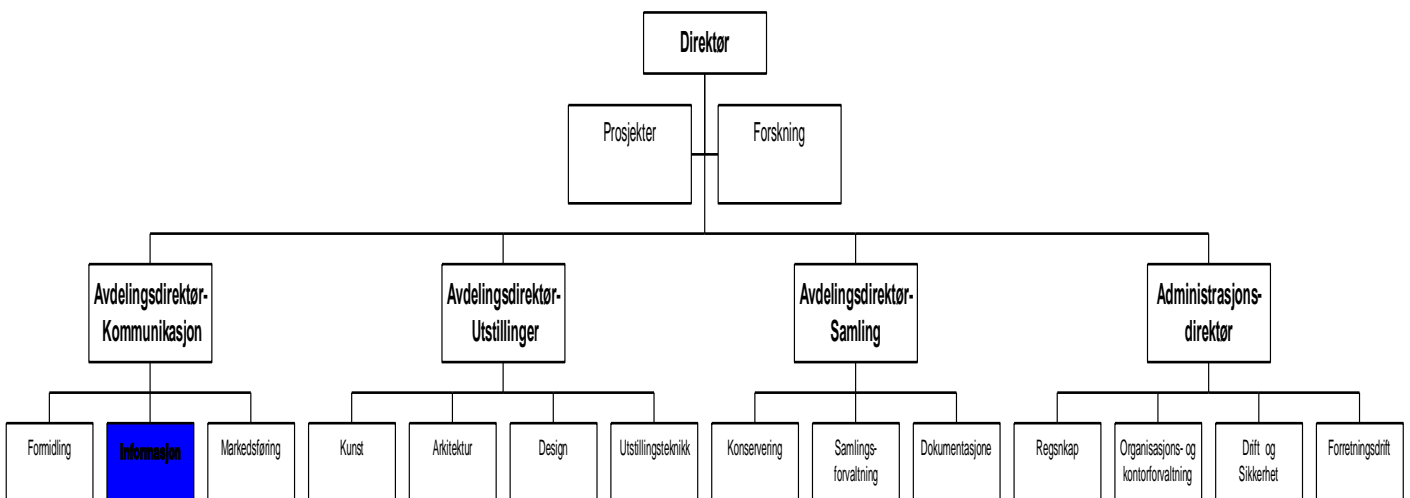 Direktør
Prosjekter
Forskning
Avdelingsdirektør-
Kommunikasjon
Avdelingsdirektør-
Utstillinger
Avdelingsdirektør-
Samling
Administrasjons-
direktør
Formidling
Informasjon
Markedsføring
Kunst
Arkitektur
Design
Utstillingsteknikk
Konservering
Samlings-
forvaltning
Dokumentasjone
Regsnkap
Organisasjons- og
kontorforvaltning
Drift og
Sikkerhet
Forretningsdrift